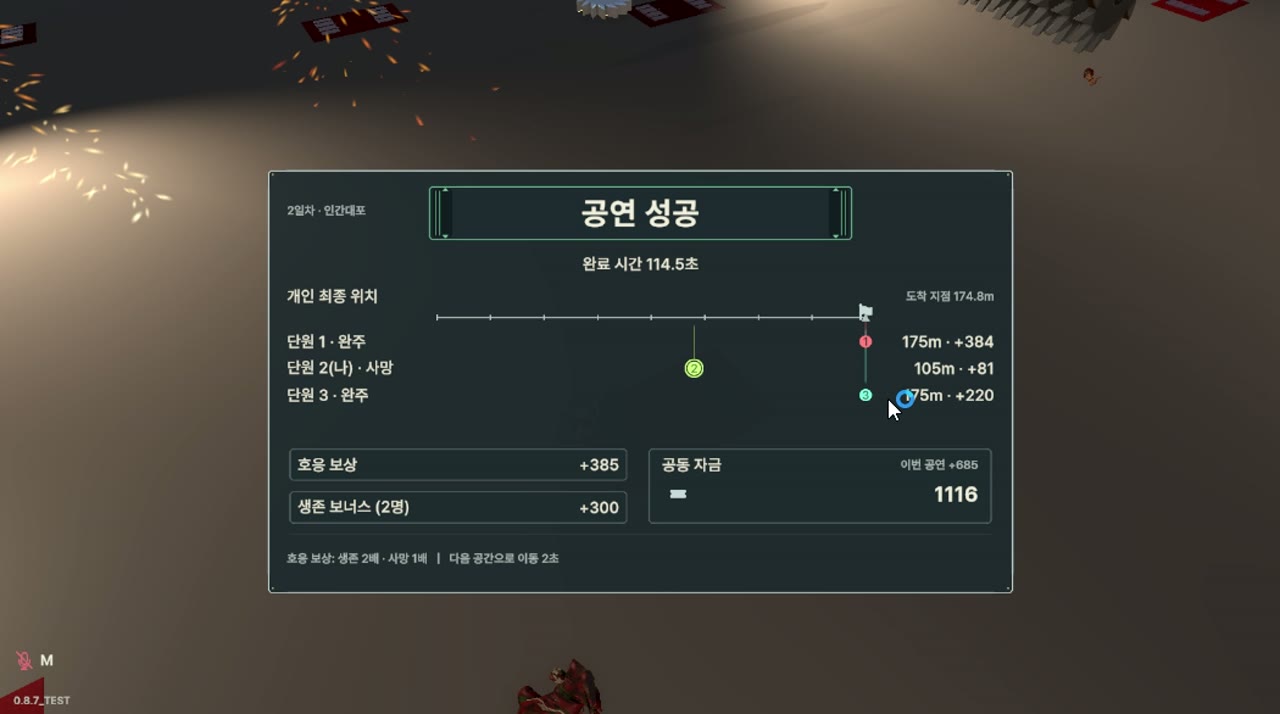 2일차 · 인간대포
공연 성공
완료 시간 114.5초
개인 최종 위치
도착 지점 174.8m
단원 1 · 완주
1
175m · +384
단원 2(나) · 사망
2
105m · +81
단원 3 · 완주
3
175m · +220
호응 보상 +385
공동 자금
이번 공연 +685
1116
생존 보너스 (2명) +300
호응 보상: 생존 2배 · 사망 1배 | 다음 공간으로 이동 2초
M
0.8.7_TEST